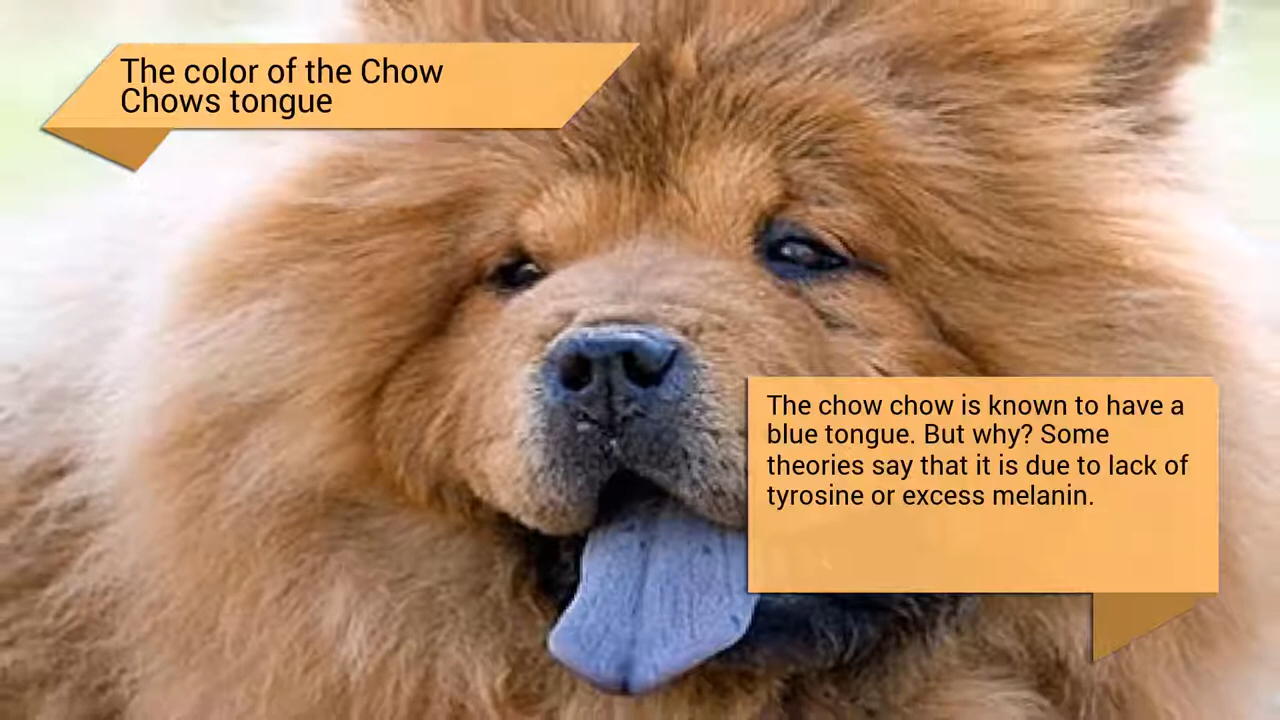 The color of the Chow
Chows tongue
The chow chow is known to have a
blue tongue. But why? Some
theories say that it is due to lack of
tyrosine or excess melanin.